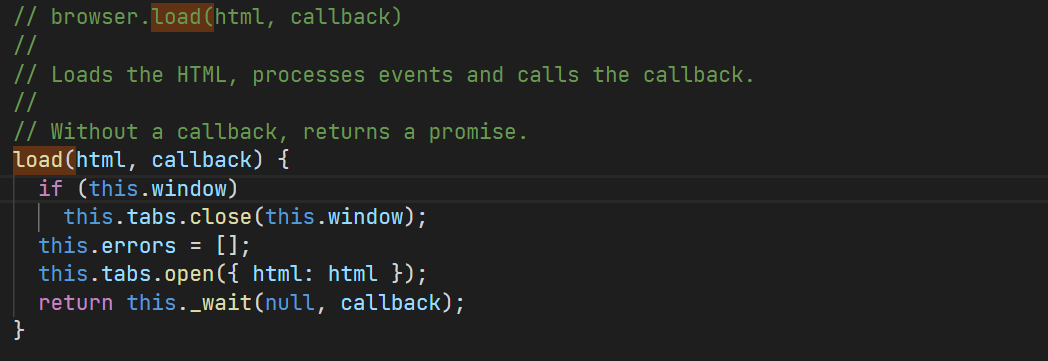 // browser.load(html, callback)
//
// Loads the HTML, processes events and calls the callback.
//
// Without a callback, returns a promise.
load(html, callback) {
  if (this.window)
    this.tabs.close(this.window);
  this.errors = [];
  this.tabs.open({ html: html });
  return this._wait(null, callback);
}